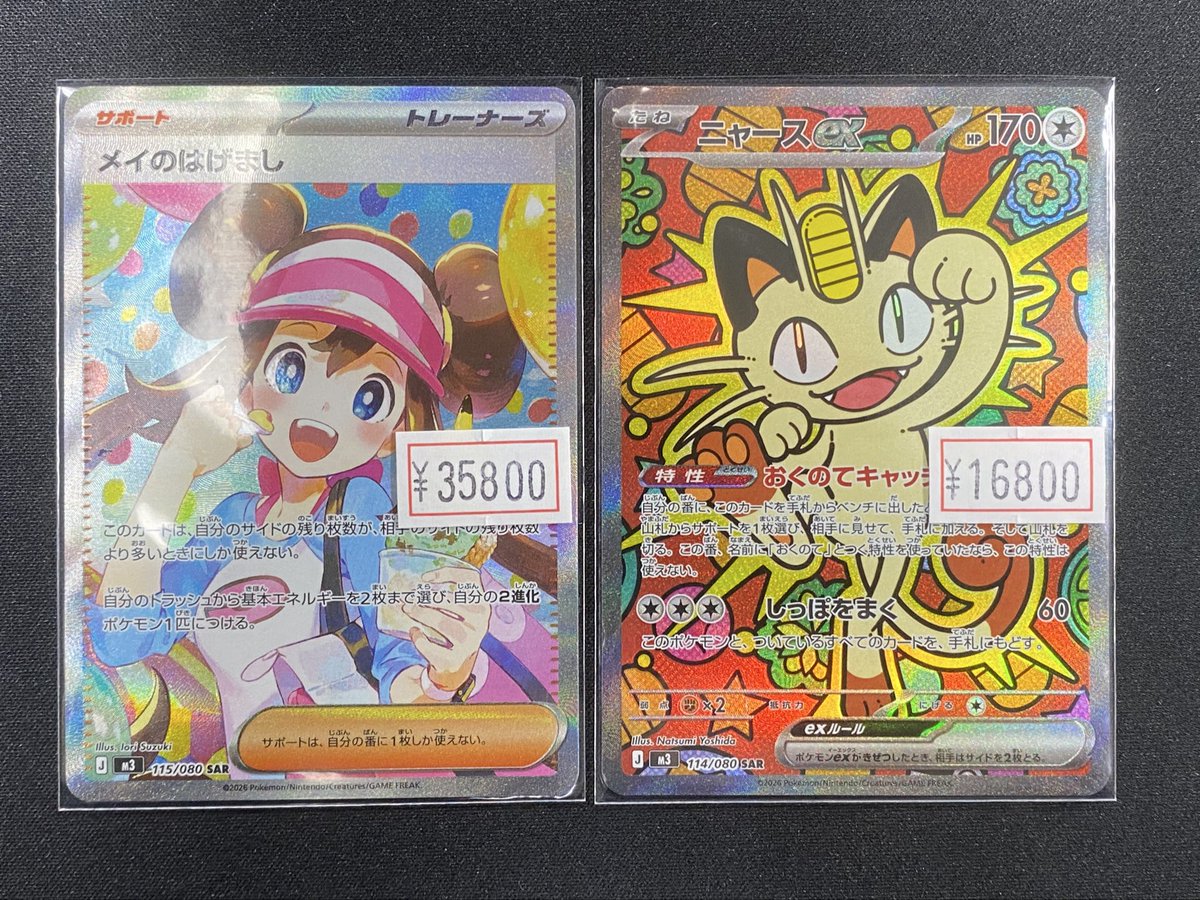 サポート
トレーナーズ
メイのはげまし
¥35800
このカードは、自分のサイドの残り枚数が、相手のサイドの残り枚数
より多いときにしか使えない。
自分のトラッシュから基本エネルギーを2枚まで選び、自分の2進化
ポケモン1匹につける。
サポートは、自分の番に1枚しか使えない。
Illus. Iori Suzuki
J M3 115/080 SAR
©2026 Pokémon/Nintendo/Creatures/GAME FREAK
たね
ニャースex
HP 170
特性
おくのてキャッチ
¥16800
自分の番に、このカードを手札からベンチに出した
山札からサポートを1枚選び、相手に見せて、手札に加える。そして山札を
切る。この番、名前に「おくのて」とつく特性を使っていたなら、この特性は
使えない。
しっぽをまく 60
このポケモンと、ついているすべてのカードを、手札にもどす。
弱点 ×2 抵抗力 にげる
exルール
ポケモンexがきぜつしたとき、相手はサイドを2枚とる。
Illus. Natsumi Yoshida
J M3 114/080 SAR
©2026 Pokémon/Nintendo/Creatures/GAME FREAK